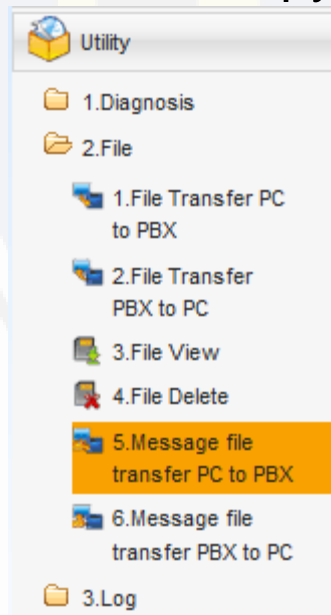 Utility
1.Diagnosis
2.File
1.File Transfer PC
to PBX
2.File Transfer
PBX to PC
3.File View
4.File Delete
5.Message file
transfer PC to PBX
6.Message file
transfer PBX to PC
3.Log